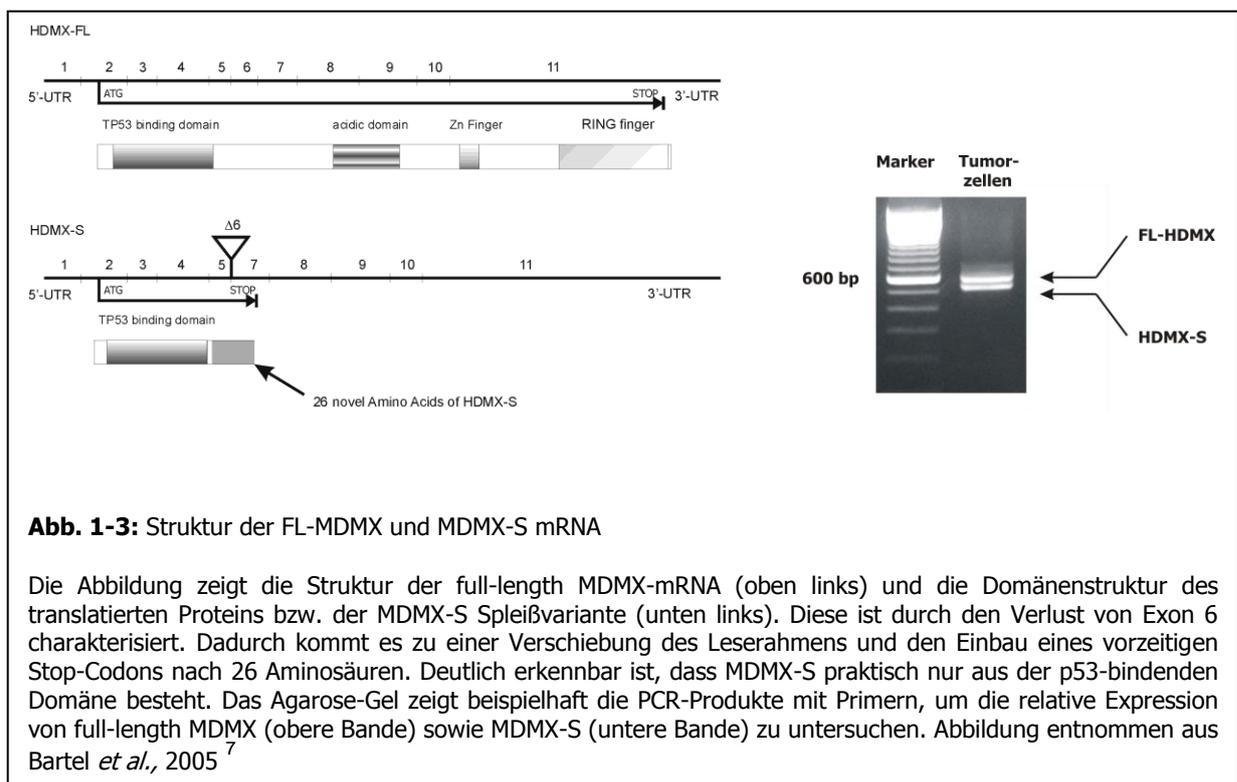 HDMX-FL
1 2 3 4 5 6 7 8 9 10 11
5'-UTR ATG STOP 3'-UTR
TP53 binding domain acidic domain Zn Finger RING finger
HDMX-S
Δ6
1 2 3 4 5 7 8 9 10 11
5'-UTR ATG STOP 3'-UTR
TP53 binding domain
26 novel Amino Acids of HDMX-S
Marker Tumor-
zellen
FL-HDMX
600 bp
HDMX-S
Abb. 1-3: Struktur der FL-MDMX und MDMX-S mRNA
Die Abbildung zeigt die Struktur der full-length MDMX-mRNA (oben links) und die Domänenstruktur des
translatierten Proteins bzw. der MDMX-S Spleißvariante (unten links). Diese ist durch den Verlust von Exon 6
charakterisiert. Dadurch kommt es zu einer Verschiebung des Leserahmens und den Einbau eines vorzeitigen
Stop-Codons nach 26 Aminosäuren. Deutlich erkennbar ist, dass MDMX-S praktisch nur aus der p53-bindenden
Domäne besteht. Das Agarose-Gel zeigt beispielhaft die PCR-Produkte mit Primern, um die relative Expression
von full-length MDMX (obere Bande) sowie MDMX-S (untere Bande) zu untersuchen. Abbildung entnommen aus
Bartel et al., 2005 7